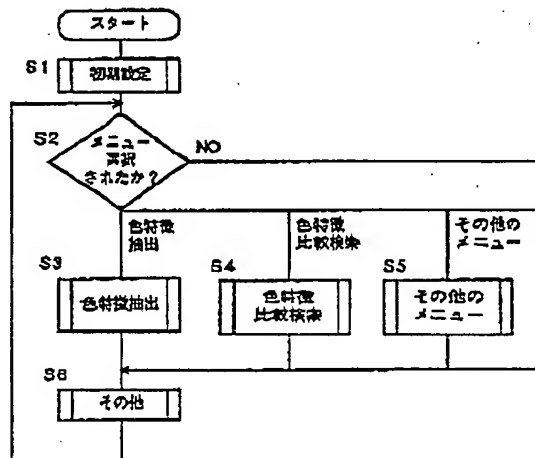 スタート
S1
初期設定
S2
メニュー
選択
されたか？
NO
色特徴
抽出
色特徴
比較検索
その他の
メニュー
S3
色特徴抽出
S4
色特徴
比較検索
S5
その他の
メニュー
S6
その他